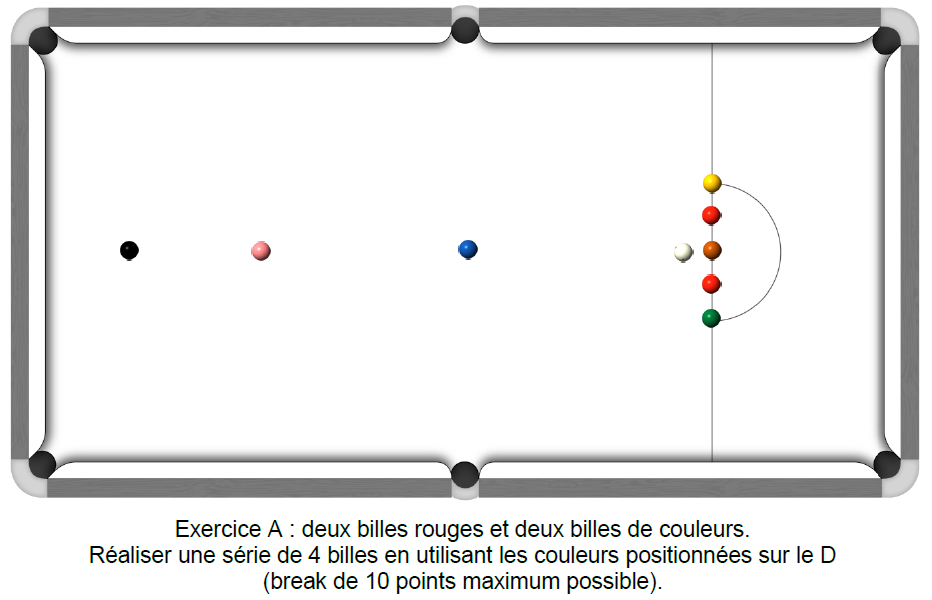 Exercice A : deux billes rouges et deux billes de couleurs.
Réaliser une série de 4 billes en utilisant les couleurs positionnées sur le D
(break de 10 points maximum possible).